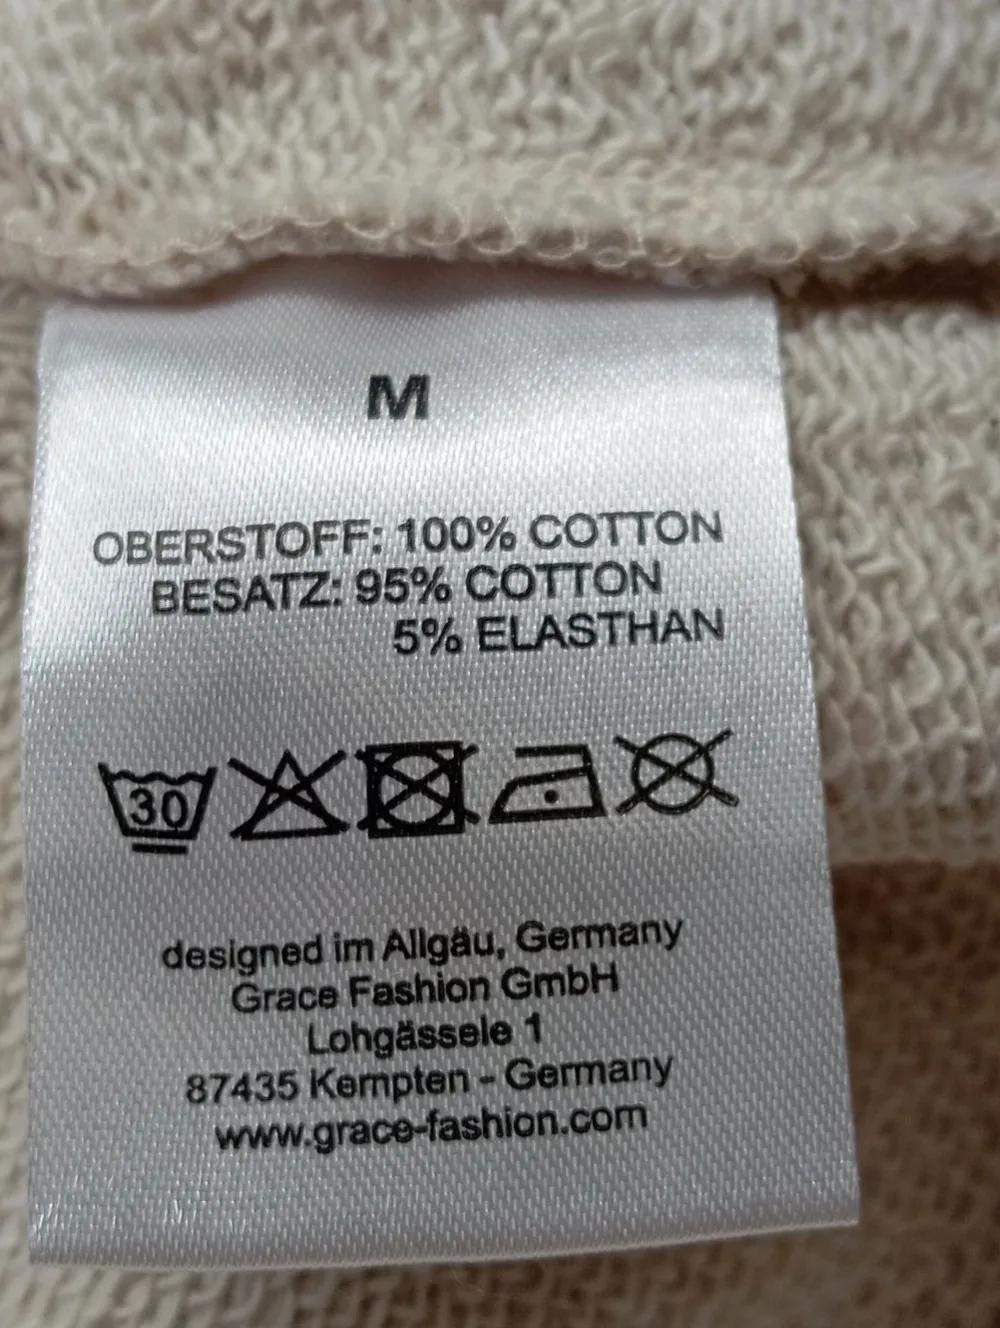 M
OBERSTOFF: 100% COTTON
BESATZ: 95% COTTON
5% ELASTHAN
30
designed im Allgäu, Germany
Grace Fashion GmbH
Lohgässele 1
87435 Kempten - Germany
www.grace-fashion.com